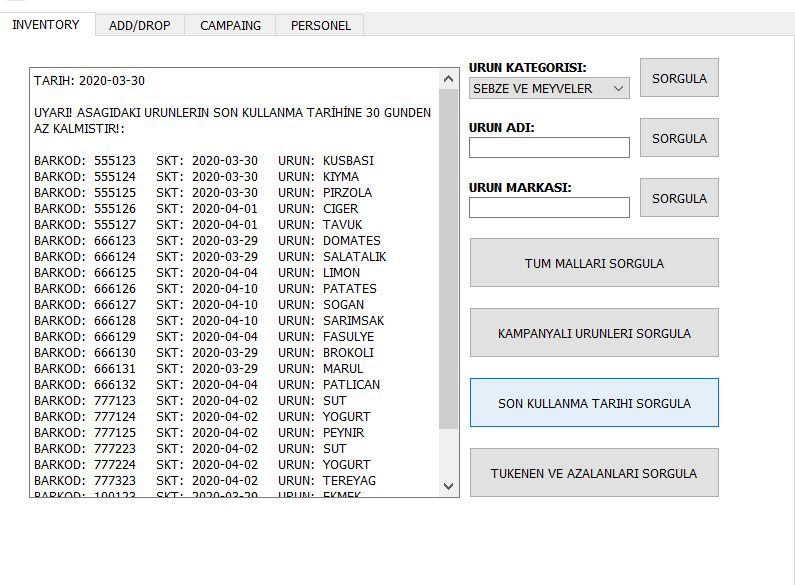 INVENTORY ADD/DROP CAMPAING PERSONEL
TARIH: 2020-03-30
UYARI! ASAGIDAKI URUNLERIN SON KULLANMA TARİHİNE 30 GUNDEN
AZ KALMISTIR!:
BARKOD: 555123 SKT: 2020-03-30 URUN: KUSBASI
BARKOD: 555124 SKT: 2020-03-30 URUN: KIYMA
BARKOD: 555125 SKT: 2020-03-30 URUN: PIRZOLA
BARKOD: 555126 SKT: 2020-04-01 URUN: CIGER
BARKOD: 555127 SKT: 2020-04-01 URUN: TAVUK
BARKOD: 666123 SKT: 2020-03-29 URUN: DOMATES
BARKOD: 666124 SKT: 2020-03-29 URUN: SALATALIK
BARKOD: 666125 SKT: 2020-04-04 URUN: LIMON
BARKOD: 666126 SKT: 2020-04-10 URUN: PATATES
BARKOD: 666127 SKT: 2020-04-10 URUN: SOGAN
BARKOD: 666128 SKT: 2020-04-10 URUN: SARIMSAK
BARKOD: 666129 SKT: 2020-04-04 URUN: FASULYE
BARKOD: 666130 SKT: 2020-03-29 URUN: BROKOLI
BARKOD: 666131 SKT: 2020-03-29 URUN: MARUL
BARKOD: 666132 SKT: 2020-04-04 URUN: PATLICAN
BARKOD: 777123 SKT: 2020-04-02 URUN: SUT
BARKOD: 777124 SKT: 2020-04-02 URUN: YOGURT
BARKOD: 777125 SKT: 2020-04-02 URUN: PEYNIR
BARKOD: 777223 SKT: 2020-04-02 URUN: SUT
BARKOD: 777224 SKT: 2020-04-02 URUN: YOGURT
BARKOD: 777323 SKT: 2020-04-02 URUN: TEREYAG
BARKOD: 100123 SKT: 2020-03-29 URUN: EKMEK
URUN KATEGORISI:
SEBZE VE MEYVELER
SORGULA
URUN ADI:
SORGULA
URUN MARKASI:
SORGULA
TUM MALLARI SORGULA
KAMPANYALI URUNLERI SORGULA
SON KULLANMA TARIHI SORGULA
TUKENEN VE AZALANLARI SORGULA